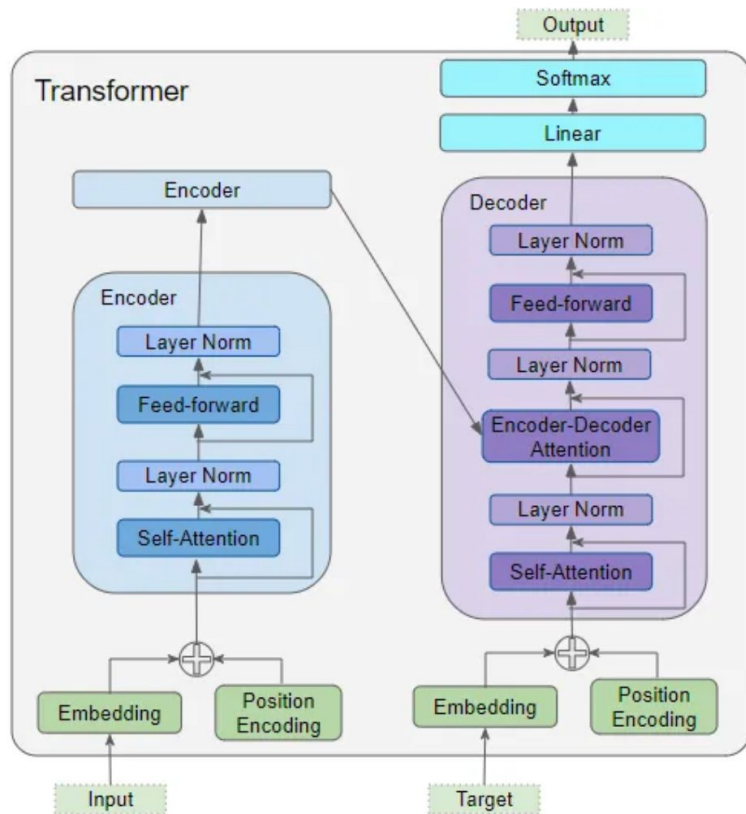 Output
Transformer
Softmax
Linear
Encoder
Decoder
Layer Norm
Feed-forward
Layer Norm
Encoder-Decoder
Attention
Layer Norm
Self-Attention
Encoder
Layer Norm
Feed-forward
Layer Norm
Self-Attention
Embedding
Position
Encoding
Embedding
Position
Encoding
Input
Target